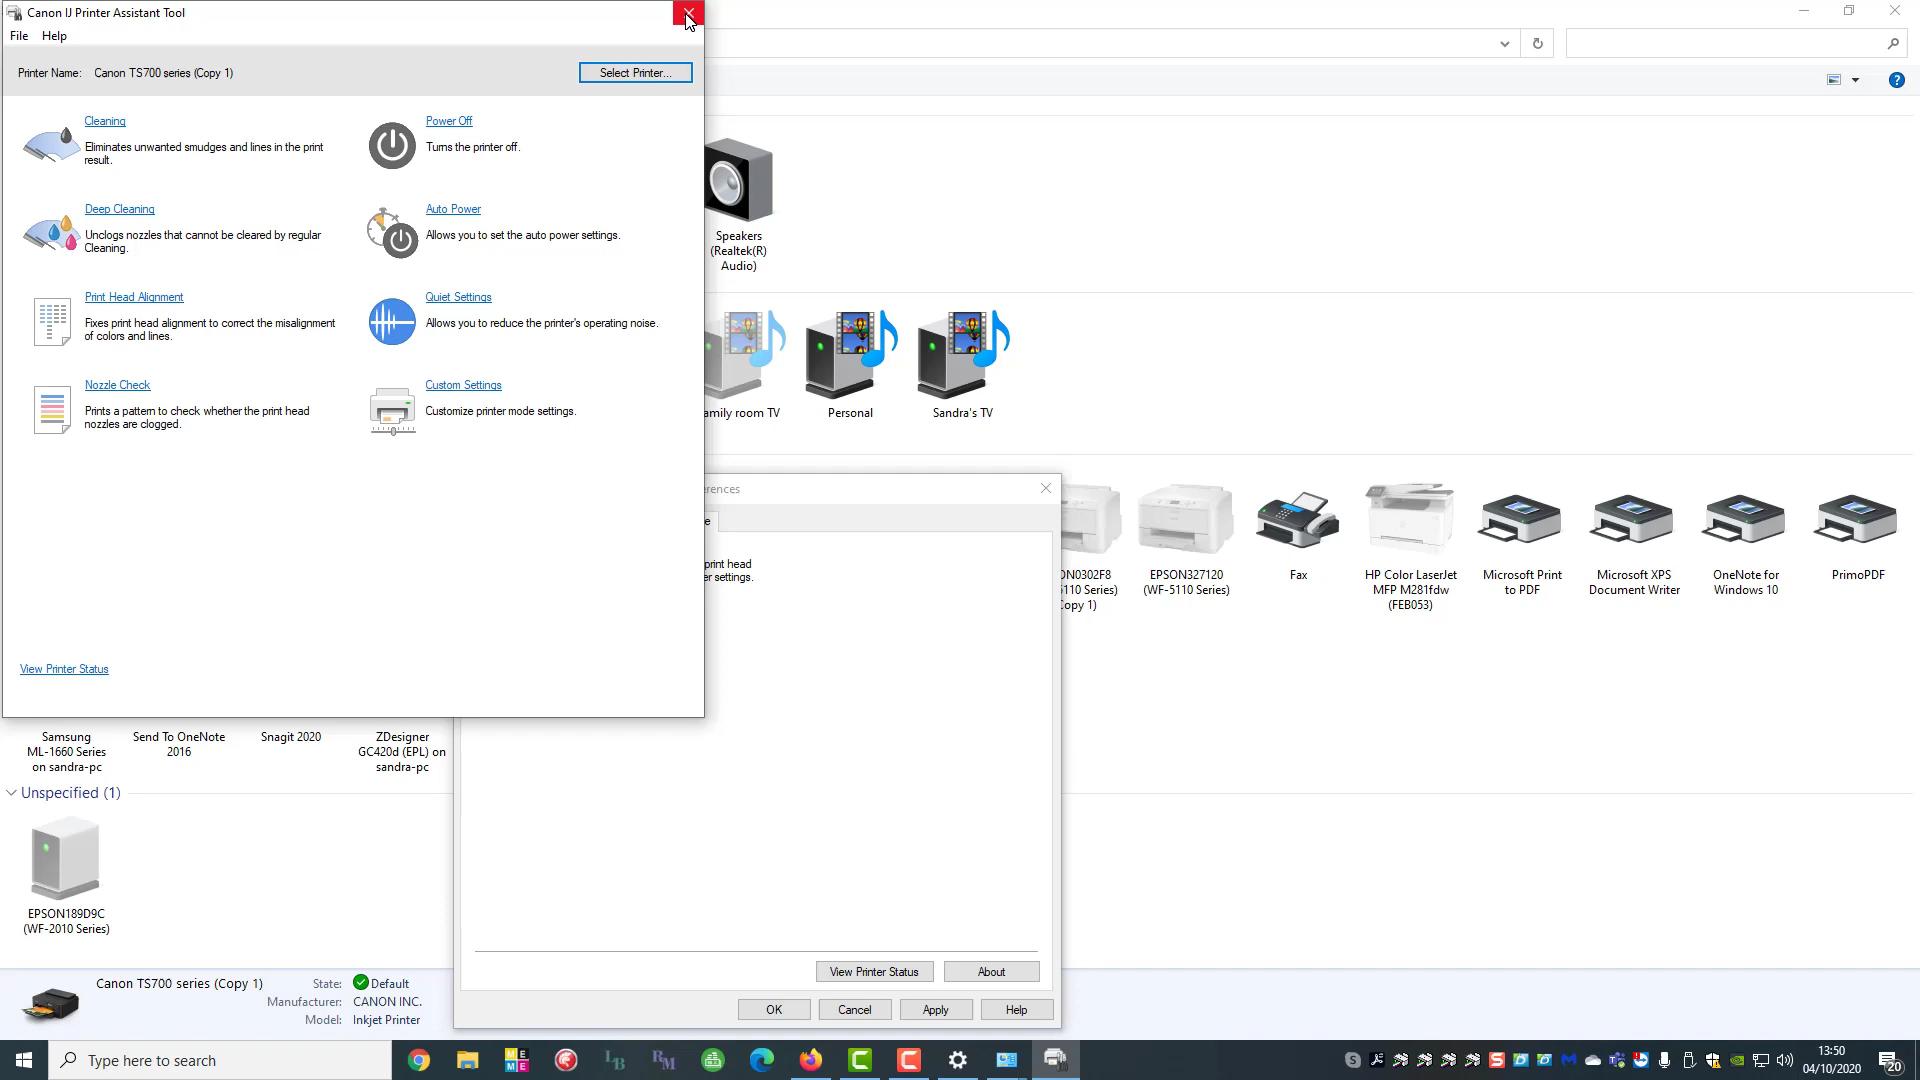 Canon IJ Printer Assistant Tool
File Help
Printer Name: Canon TS700 series (Copy 1)
Select Printer...
Cleaning
Eliminates unwanted smudges and lines in the print
result.
Power Off
Turns the printer off.
Deep Cleaning
Unclogs nozzles that cannot be cleared by regular
Cleaning.
Auto Power
Allows you to set the auto power settings.
Print Head Alignment
Fixes print head alignment to correct the misalignment
of colors and lines.
Quiet Settings
Allows you to reduce the printer's operating noise.
Nozzle Check
Prints a pattern to check whether the print head
nozzles are clogged.
Custom Settings
Customize printer mode settings.
View Printer Status
Speakers
(Realtek(R)
Audio)
amily room TV
Personal
Sandra's TV
erences
e
print head
er settings.
ON0302F8
5110 Series)
Copy 1)
EPSON327120
(WF-5110 Series)
Fax
HP Color LaserJet
MFP M281fdw
(FEB053)
Microsoft Print
to PDF
Microsoft XPS
Document Writer
OneNote for
Windows 10
PrimoPDF
Samsung
ML-1660 Series
on sandra-pc
Send To OneNote
2016
Snagit 2020
ZDesigner
GC420d (EPL) on
sandra-pc
Unspecified (1)
EPSON189D9C
(WF-2010 Series)
View Printer Status
About
OK
Cancel
Apply
Help
Canon TS700 series (Copy 1)
State: Default
Manufacturer: CANON INC.
Model: Inkjet Printer
Type here to search
13:50
04/10/2020
20